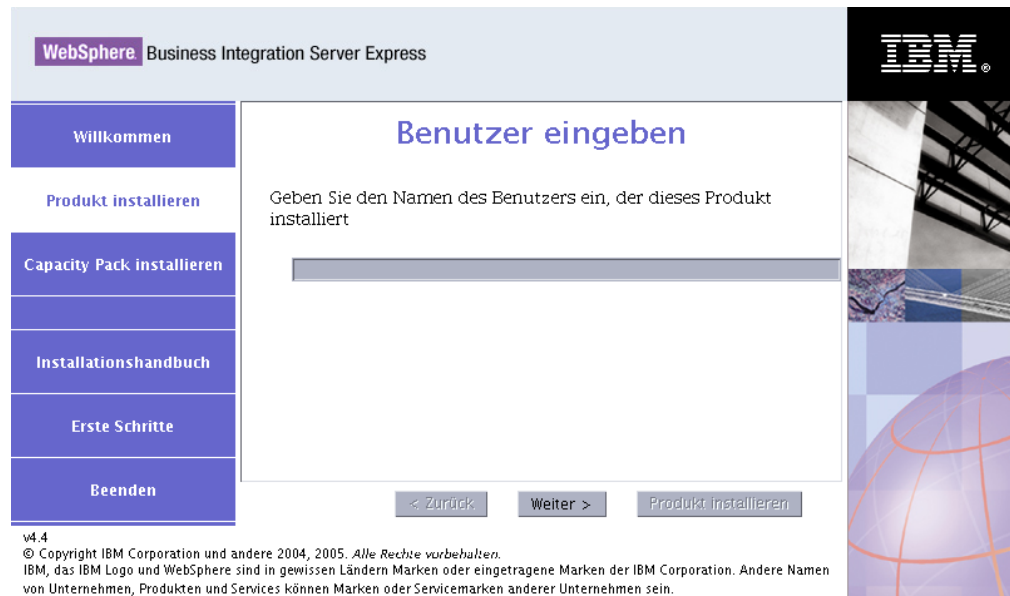 WebSphere. Business Integration Server Express
IBM®
Willkommen
Produkt installieren
Capacity Pack installieren
Installationshandbuch
Erste Schritte
Beenden
Benutzer eingeben
Geben Sie den Namen des Benutzers ein, der dieses Produkt
installiert
< Zurück
Weiter >
Produkt installieren
v4.4
© Copyright IBM Corporation und andere 2004, 2005. Alle Rechte vorbehalten.
IBM, das IBM Logo und WebSphere sind in gewissen Ländern Marken oder eingetragene Marken der IBM Corporation. Andere Namen
von Unternehmen, Produkten und Services können Marken oder Servicemarken anderer Unternehmen sein.